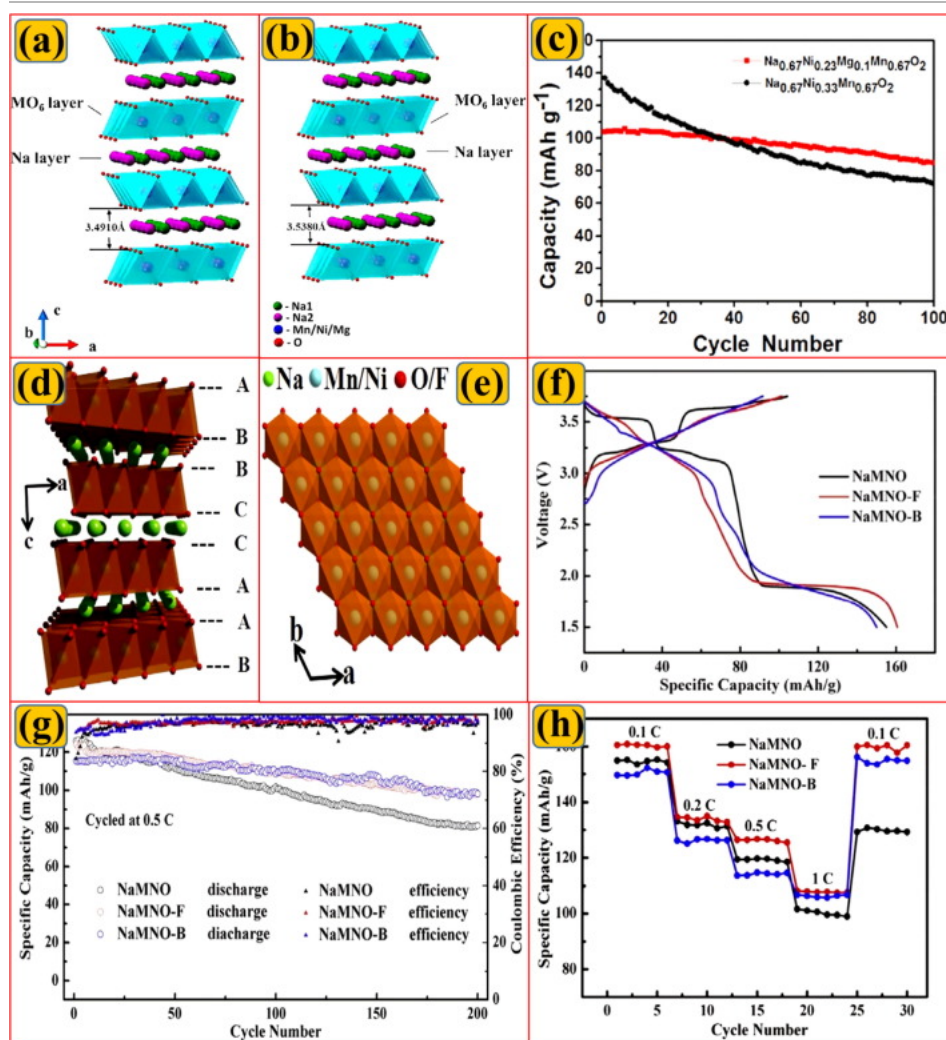 (a)
MO6 layer
Na layer
3.4910Å
c
b
a
(b)
MO6 layer
Na layer
3.5380Å
- Na1
- Na2
- Mn/Ni/Mg
- O
(c)
Na0.67Ni0.23Mg0.1Mn0.67O2
Na0.67Ni0.33Mn0.67O2
140
120
100
80
60
40
20
0
Capacity (mAh g-1)
0 20 40 60 80 100
Cycle Number
(d)
A
B
B
C
C
A
A
B
a
c
(e)
Na Mn/Ni O/F
b
a
(f)
3.75
3.00
2.25
1.5
Voltage (V)
NaMNO
NaMNO-F
NaMNO-B
0 40 80 120 160
Specific Capacity (mAh/g)
(g)
120
100
80
60
40
20
0
Specific Capacity (mAh/g)
Cycled at 0.5 C
NaMNO discharge NaMNO efficiency
NaMNO-F discharge NaMNO-F efficiency
NaMNO-B diacharge NaMNO-B efficiency
100
80
60
40
20
0
Coulombic Efficiency (%)
0 50 100 150 200
Cycle Number
(h)
160
140
120
100
80
Specific Capacity (mAh/g)
0.1 C
NaMNO
NaMNO- F
NaMNO-B
0.1 C
0.2 C
0.5 C
1 C
0 5 10 15 20 25 30
Cycle Number